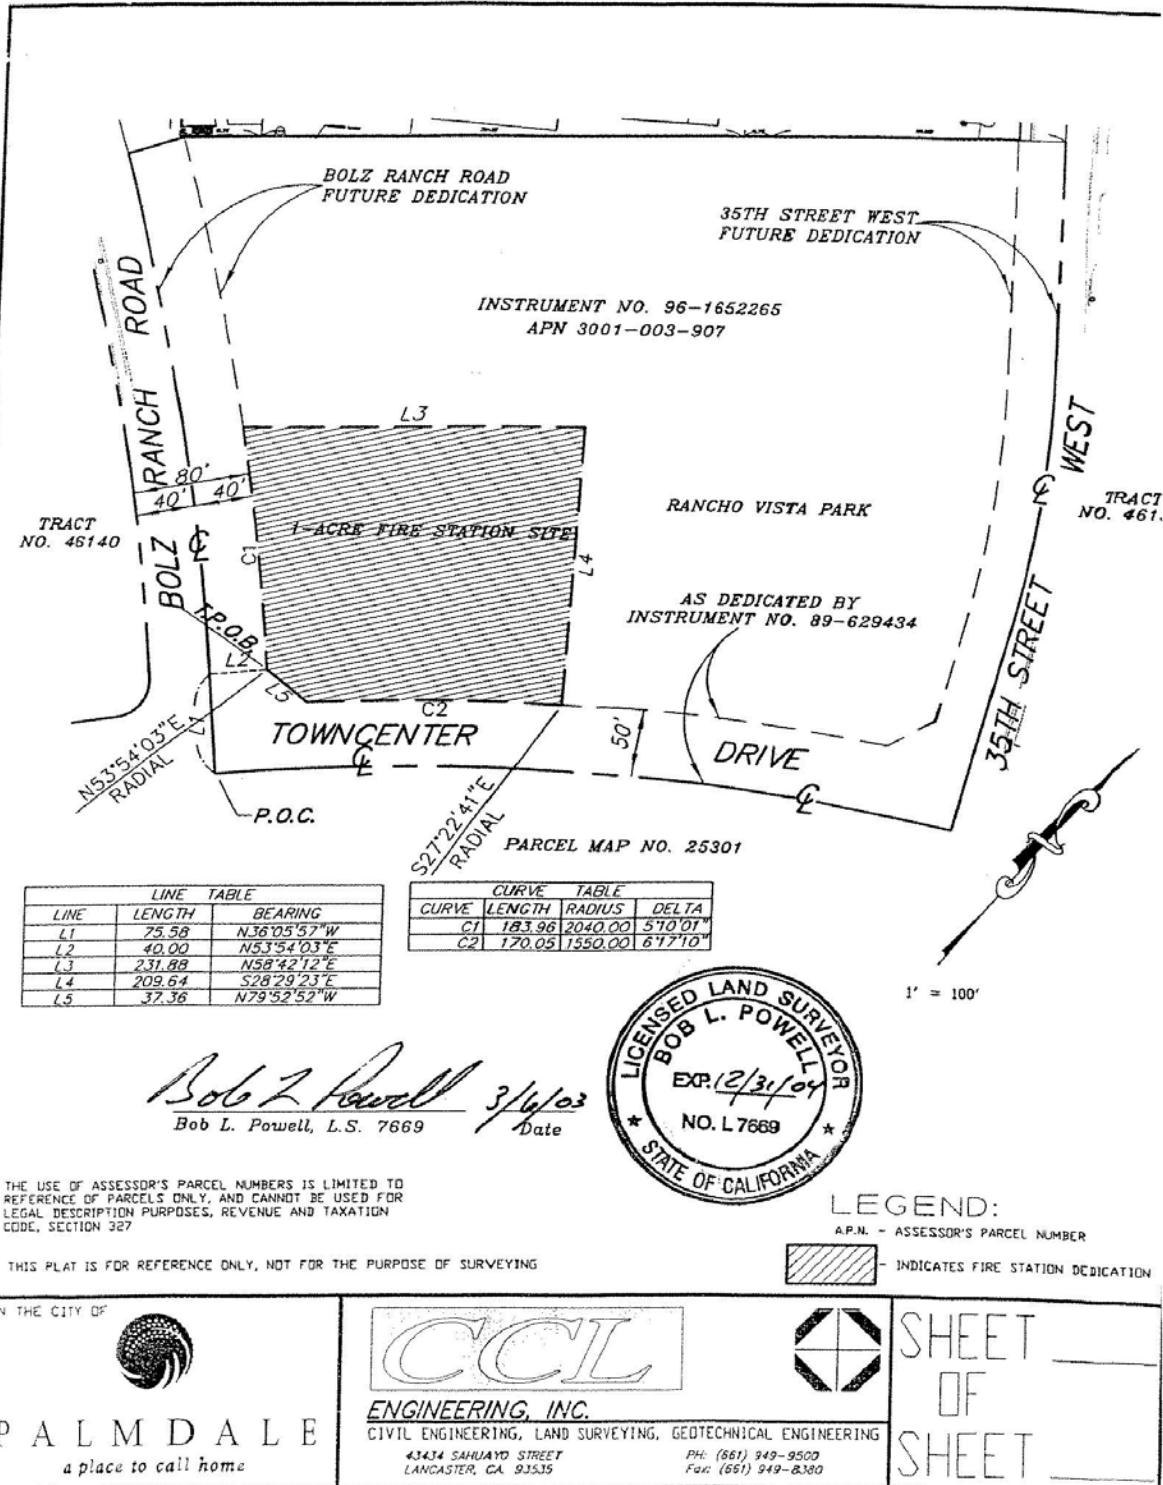 BOLZ RANCH ROAD
FUTURE DEDICATION
35TH STREET WEST
FUTURE DEDICATION
INSTRUMENT NO. 96-1652265
APN 3001-003-907
BOLZ RANCH ROAD
L3
80'
40' 40'
TRACT
NO. 46140
C1
1-ACRE FIRE STATION SITE
L4
RANCHO VISTA PARK
35TH STREET WEST
TRACT
NO. 461
AS DEDICATED BY
INSTRUMENT NO. 89-629434
T.P.O.B.
L2
L5
L1
C2
TOWNCENTER DRIVE
50'
N53°54'03"E
RADIAL
P.O.C.
S27°22'41"E
RADIAL
PARCEL MAP NO. 25301
LINE TABLE
LINE LENGTH BEARING
L1 75.58 N36°05'57"W
L2 40.00 N53°54'03"E
L3 231.88 N58°42'12"E
L4 209.64 S28°29'23"E
L5 37.36 N79°52'52"W
CURVE TABLE
CURVE LENGTH RADIUS DELTA
C1 183.96 2040.00 5°10'01"
C2 170.05 1550.00 6°17'10"
1' = 100'
Bob L Powell 3/6/03
Bob L. Powell, L.S. 7669 Date
LICENSED LAND SURVEYOR
BOB L. POWELL
EXP. 12/31/04
NO. L 7669
STATE OF CALIFORNIA
THE USE OF ASSESSOR'S PARCEL NUMBERS IS LIMITED TO
REFERENCE OF PARCELS ONLY, AND CANNOT BE USED FOR
LEGAL DESCRIPTION PURPOSES, REVENUE AND TAXATION
CODE, SECTION 327
THIS PLAT IS FOR REFERENCE ONLY, NOT FOR THE PURPOSE OF SURVEYING
LEGEND:
A.P.N. - ASSESSOR'S PARCEL NUMBER
- INDICATES FIRE STATION DEDICATION
N THE CITY OF
PALMDALE
a place to call home
CCL
ENGINEERING, INC.
CIVIL ENGINEERING, LAND SURVEYING, GEOTECHNICAL ENGINEERING
43434 SAHUAYO STREET
LANCASTER, CA. 93535
PH: (661) 949-9500
Fax: (661) 949-8380
SHEET
OF
SHEET